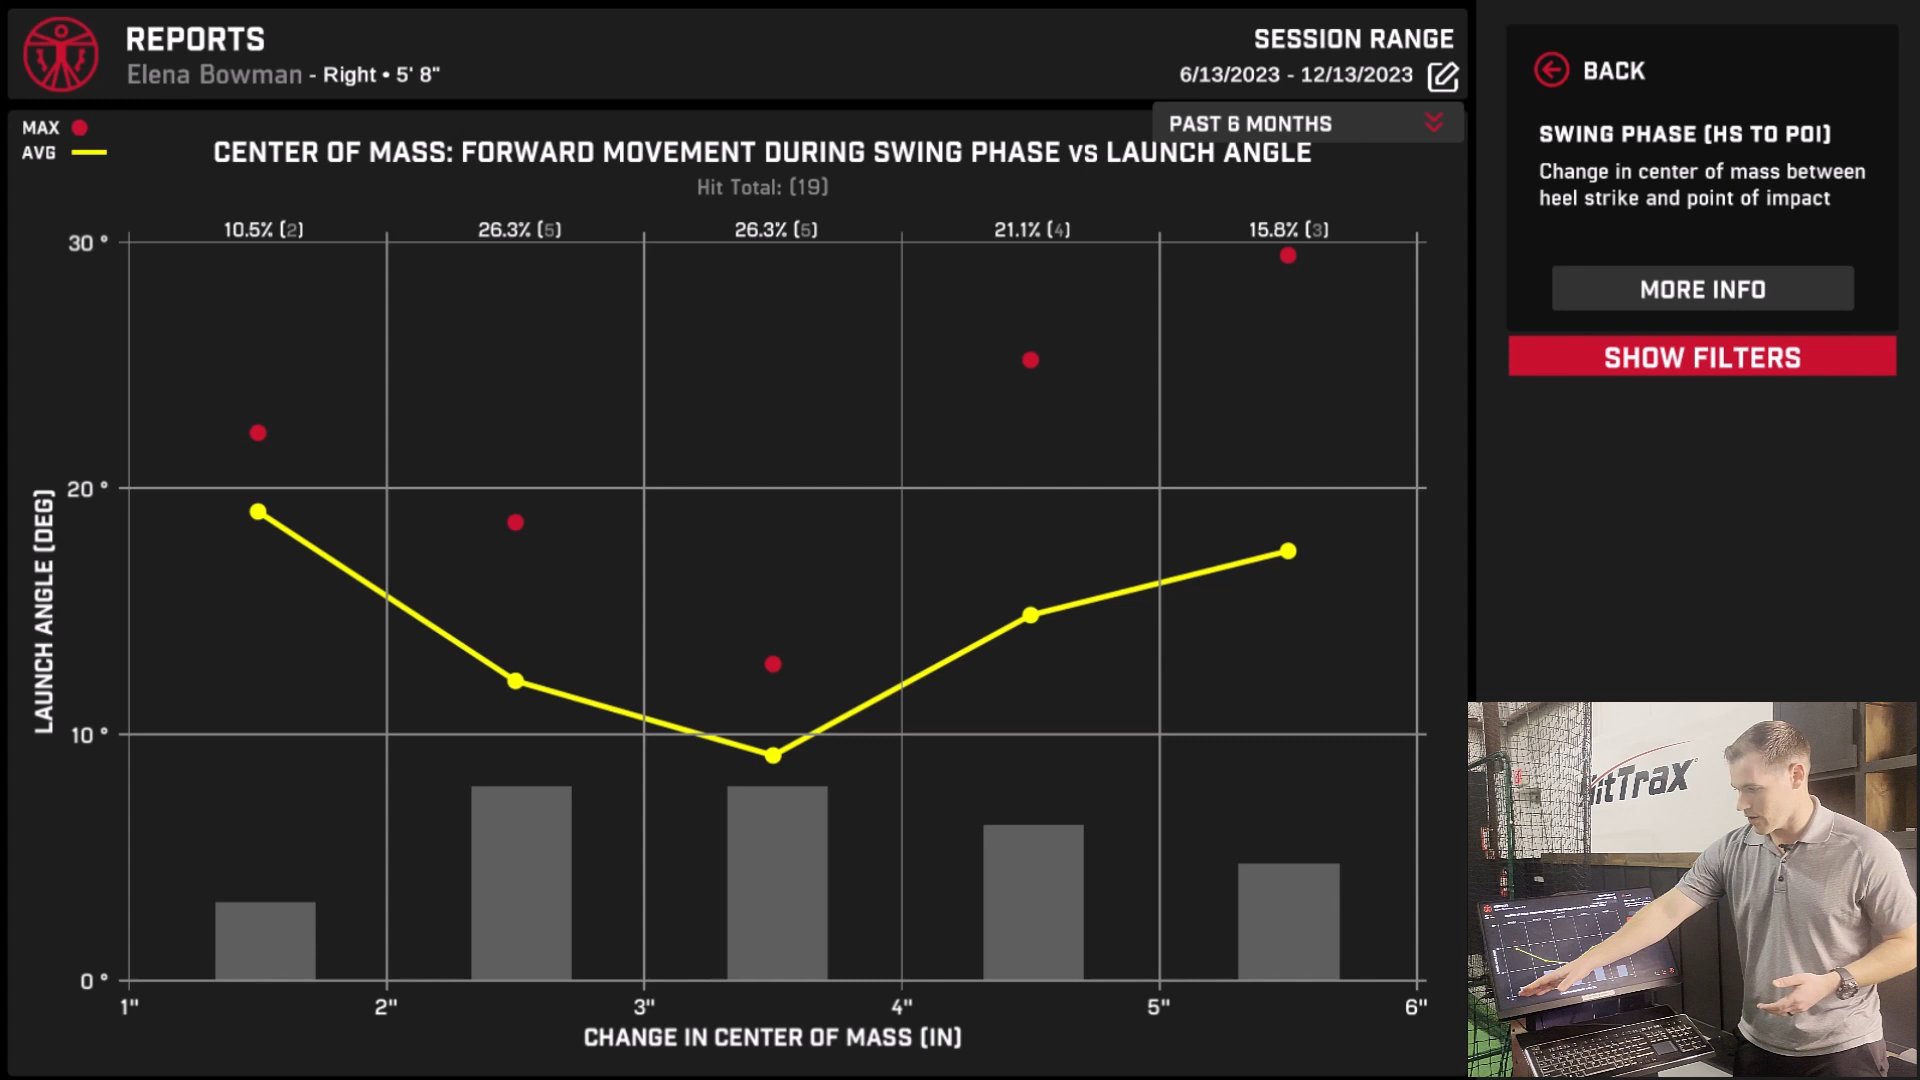 REPORTS
Elena Bowman - Right • 5' 8"
SESSION RANGE
6/13/2023 - 12/13/2023
PAST 6 MONTHS
MAX
AVG
CENTER OF MASS: FORWARD MOVEMENT DURING SWING PHASE vs LAUNCH ANGLE
Hit Total: (19)
10.5% (2) 26.3% (5) 26.3% (5) 21.1% (4) 15.8% (3)
30 °
20 °
10 °
0 °
LAUNCH ANGLE (DEG)
1" 2" 3" 4" 5" 6"
CHANGE IN CENTER OF MASS (IN)
BACK
SWING PHASE (HS TO POI)
Change in center of mass between
heel strike and point of impact
MORE INFO
SHOW FILTERS
HitTrax